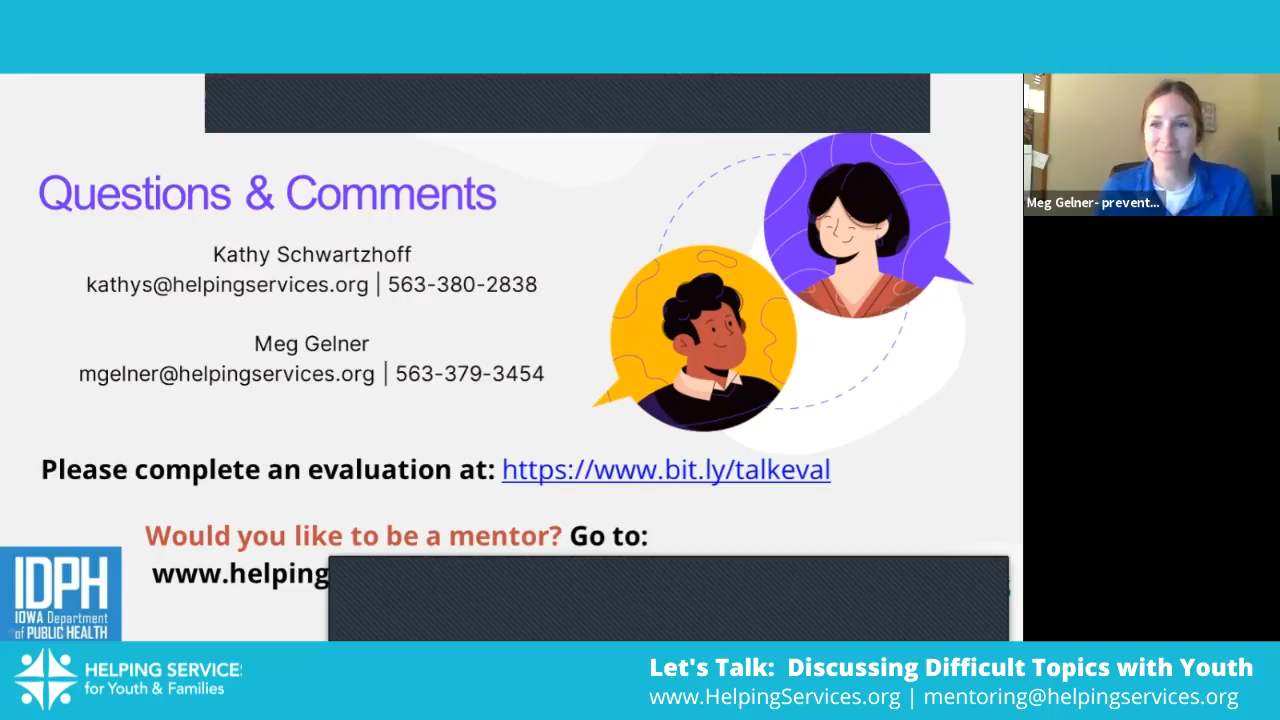 Questions & Comments
Kathy Schwartzhoff
kathys@helpingservices.org | 563-380-2838
Meg Gelner
mgelner@helpingservices.org | 563-379-3454
Please complete an evaluation at: https://www.bit.ly/talkeval
Would you like to be a mentor? Go to:
www.helping
Meg Gelner- prevent...
IDPH
IOWA Department
of PUBLIC HEALTH
HELPING SERVICES
for Youth & Families
Let's Talk: Discussing Difficult Topics with Youth
www.HelpingServices.org | mentoring@helpingservices.org